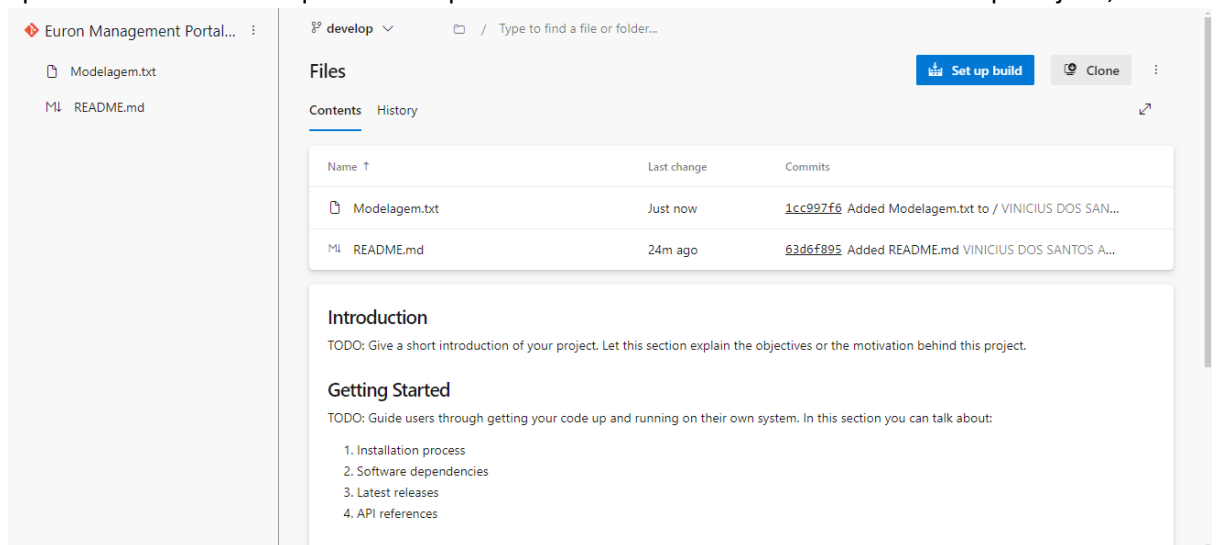 Euron Management Portal...
Modelagem.txt
README.md
develop
/ Type to find a file or folder...
Files
Set up build
Clone
Contents History
Name ↑ Last change Commits
Modelagem.txt Just now 1cc997f6 Added Modelagem.txt to / VINICIUS DOS SAN...
README.md 24m ago 63d6f895 Added README.md VINICIUS DOS SANTOS A...
Introduction
TODO: Give a short introduction of your project. Let this section explain the objectives or the motivation behind this project.
Getting Started
TODO: Guide users through getting your code up and running on their own system. In this section you can talk about:
1. Installation process
2. Software dependencies
3. Latest releases
4. API references